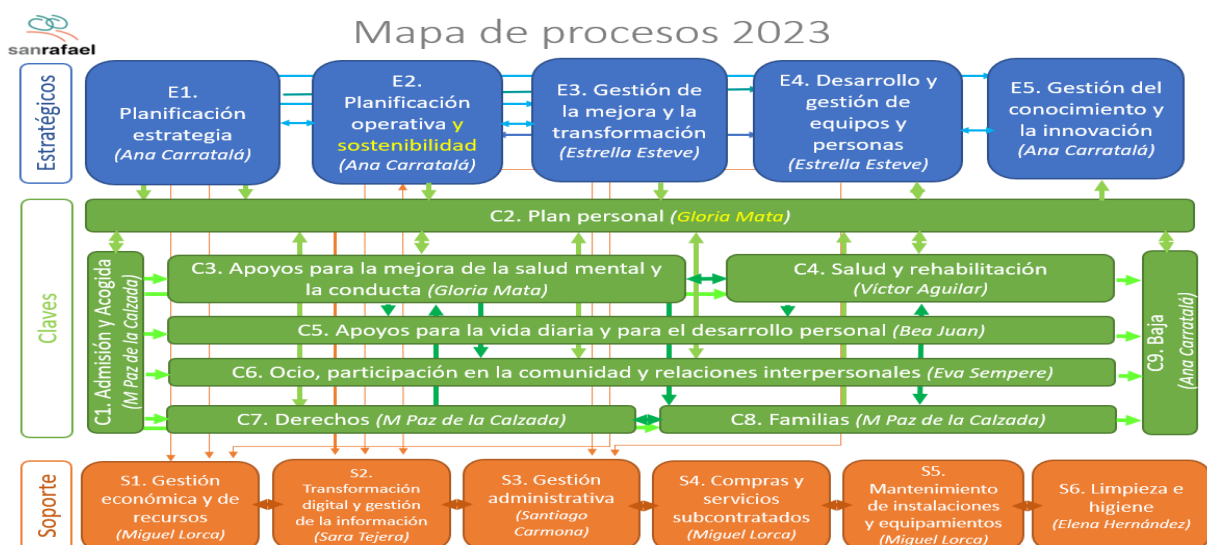 sanrafael
Mapa de procesos 2023
Estratégicos
E1.
Planificación
estrategia
(Ana Carratalá)
E2.
Planificación
operativa y
sostenibilidad
(Ana Carratalá)
E3. Gestión de
la mejora y la
transformación
(Estrella Esteve)
E4. Desarrollo y
gestión de
equipos y
personas
(Estrella Esteve)
E5. Gestión del
conocimiento y
la innovación
(Ana Carratalá)
Claves
C2. Plan personal (Gloria Mata)
C1. Admisión y Acogida
(M Paz de la Calzada)
C3. Apoyos para la mejora de la salud mental y
la conducta (Gloria Mata)
C4. Salud y rehabilitación
(Víctor Aguilar)
C5. Apoyos para la vida diaria y para el desarrollo personal (Bea Juan)
C6. Ocio, participación en la comunidad y relaciones interpersonales (Eva Sempere)
C7. Derechos (M Paz de la Calzada)
C8. Familias (M Paz de la Calzada)
C9. Baja
(Ana Carratalá)
Soporte
S1. Gestión
económica y de
recursos
(Miguel Lorca)
S2.
Transformación
digital y gestión
de la información
(Sara Tejera)
S3. Gestión
administrativa
(Santiago
Carmona)
S4. Compras y
servicios
subcontratados
(Miguel Lorca)
S5.
Mantenimiento
de instalaciones
y equipamientos
(Miguel Lorca)
S6. Limpieza e
higiene
(Elena Hernández)